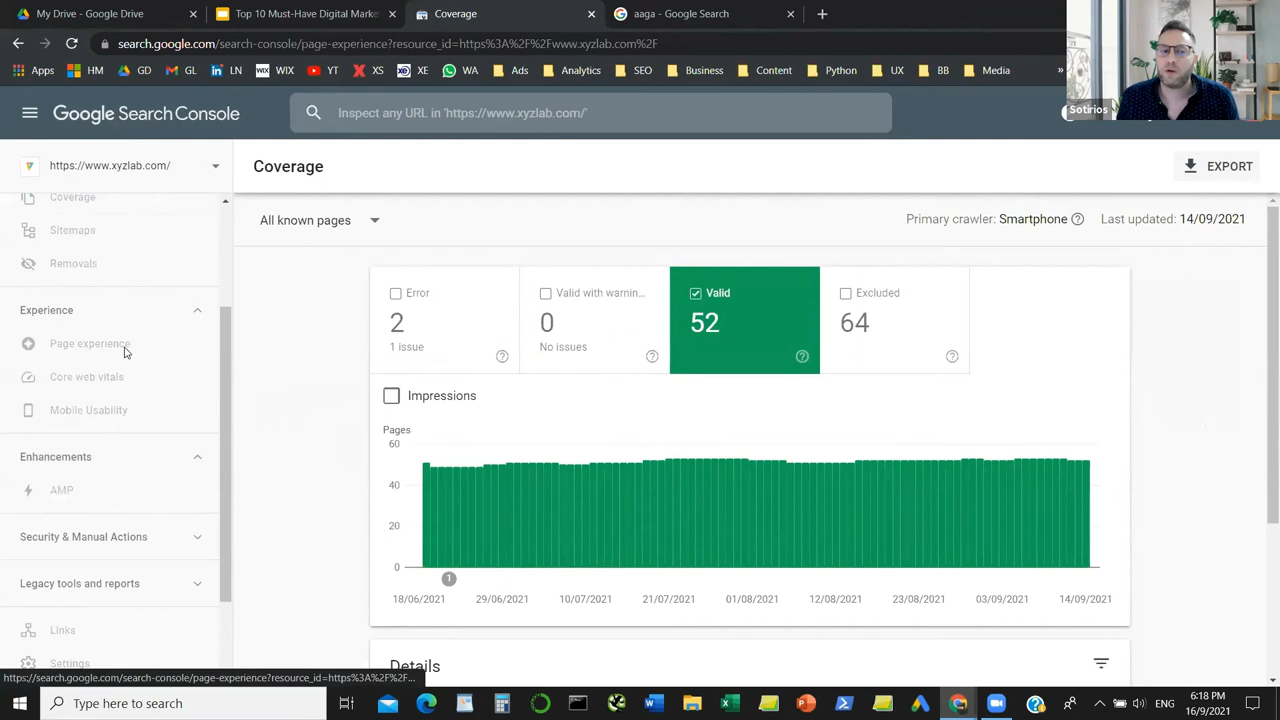 My Drive - Google Drive
Top 10 Must-Have Digital Marke
Coverage
aaga - Google Search
search.google.com/search-console/page-experience?resource_id=https%3A%2F%2Fwww.xyzlab.com%2F
Apps
HM
GD
GL
LN
WIX
YT
XS
XE
WA
Ads
Analytics
SEO
Business
Content
Python
UX
BB
Media
»
Sotirios
Google Search Console
Inspect any URL in 'https://www.xyzlab.com/'
https://www.xyzlab.com/
Coverage
EXPORT
Coverage
Sitemaps
Removals
Experience
Page experience
Core web vitals
Mobile Usability
Enhancements
AMP
Security & Manual Actions
Legacy tools and reports
Links
Settings
All known pages
Primary crawler: Smartphone
Last updated: 14/09/2021
Error
2
1 issue
Valid with warnin...
0
No issues
Valid
52
Excluded
64
Impressions
Pages
60
40
20
0
1
18/06/2021
29/06/2021
10/07/2021
21/07/2021
01/08/2021
12/08/2021
23/08/2021
03/09/2021
14/09/2021
Details
https://search.google.com/search-console/page-experience?resource_id=https%3A%2F%2F...
Type here to search
ENG
6:18 PM
16/9/2021